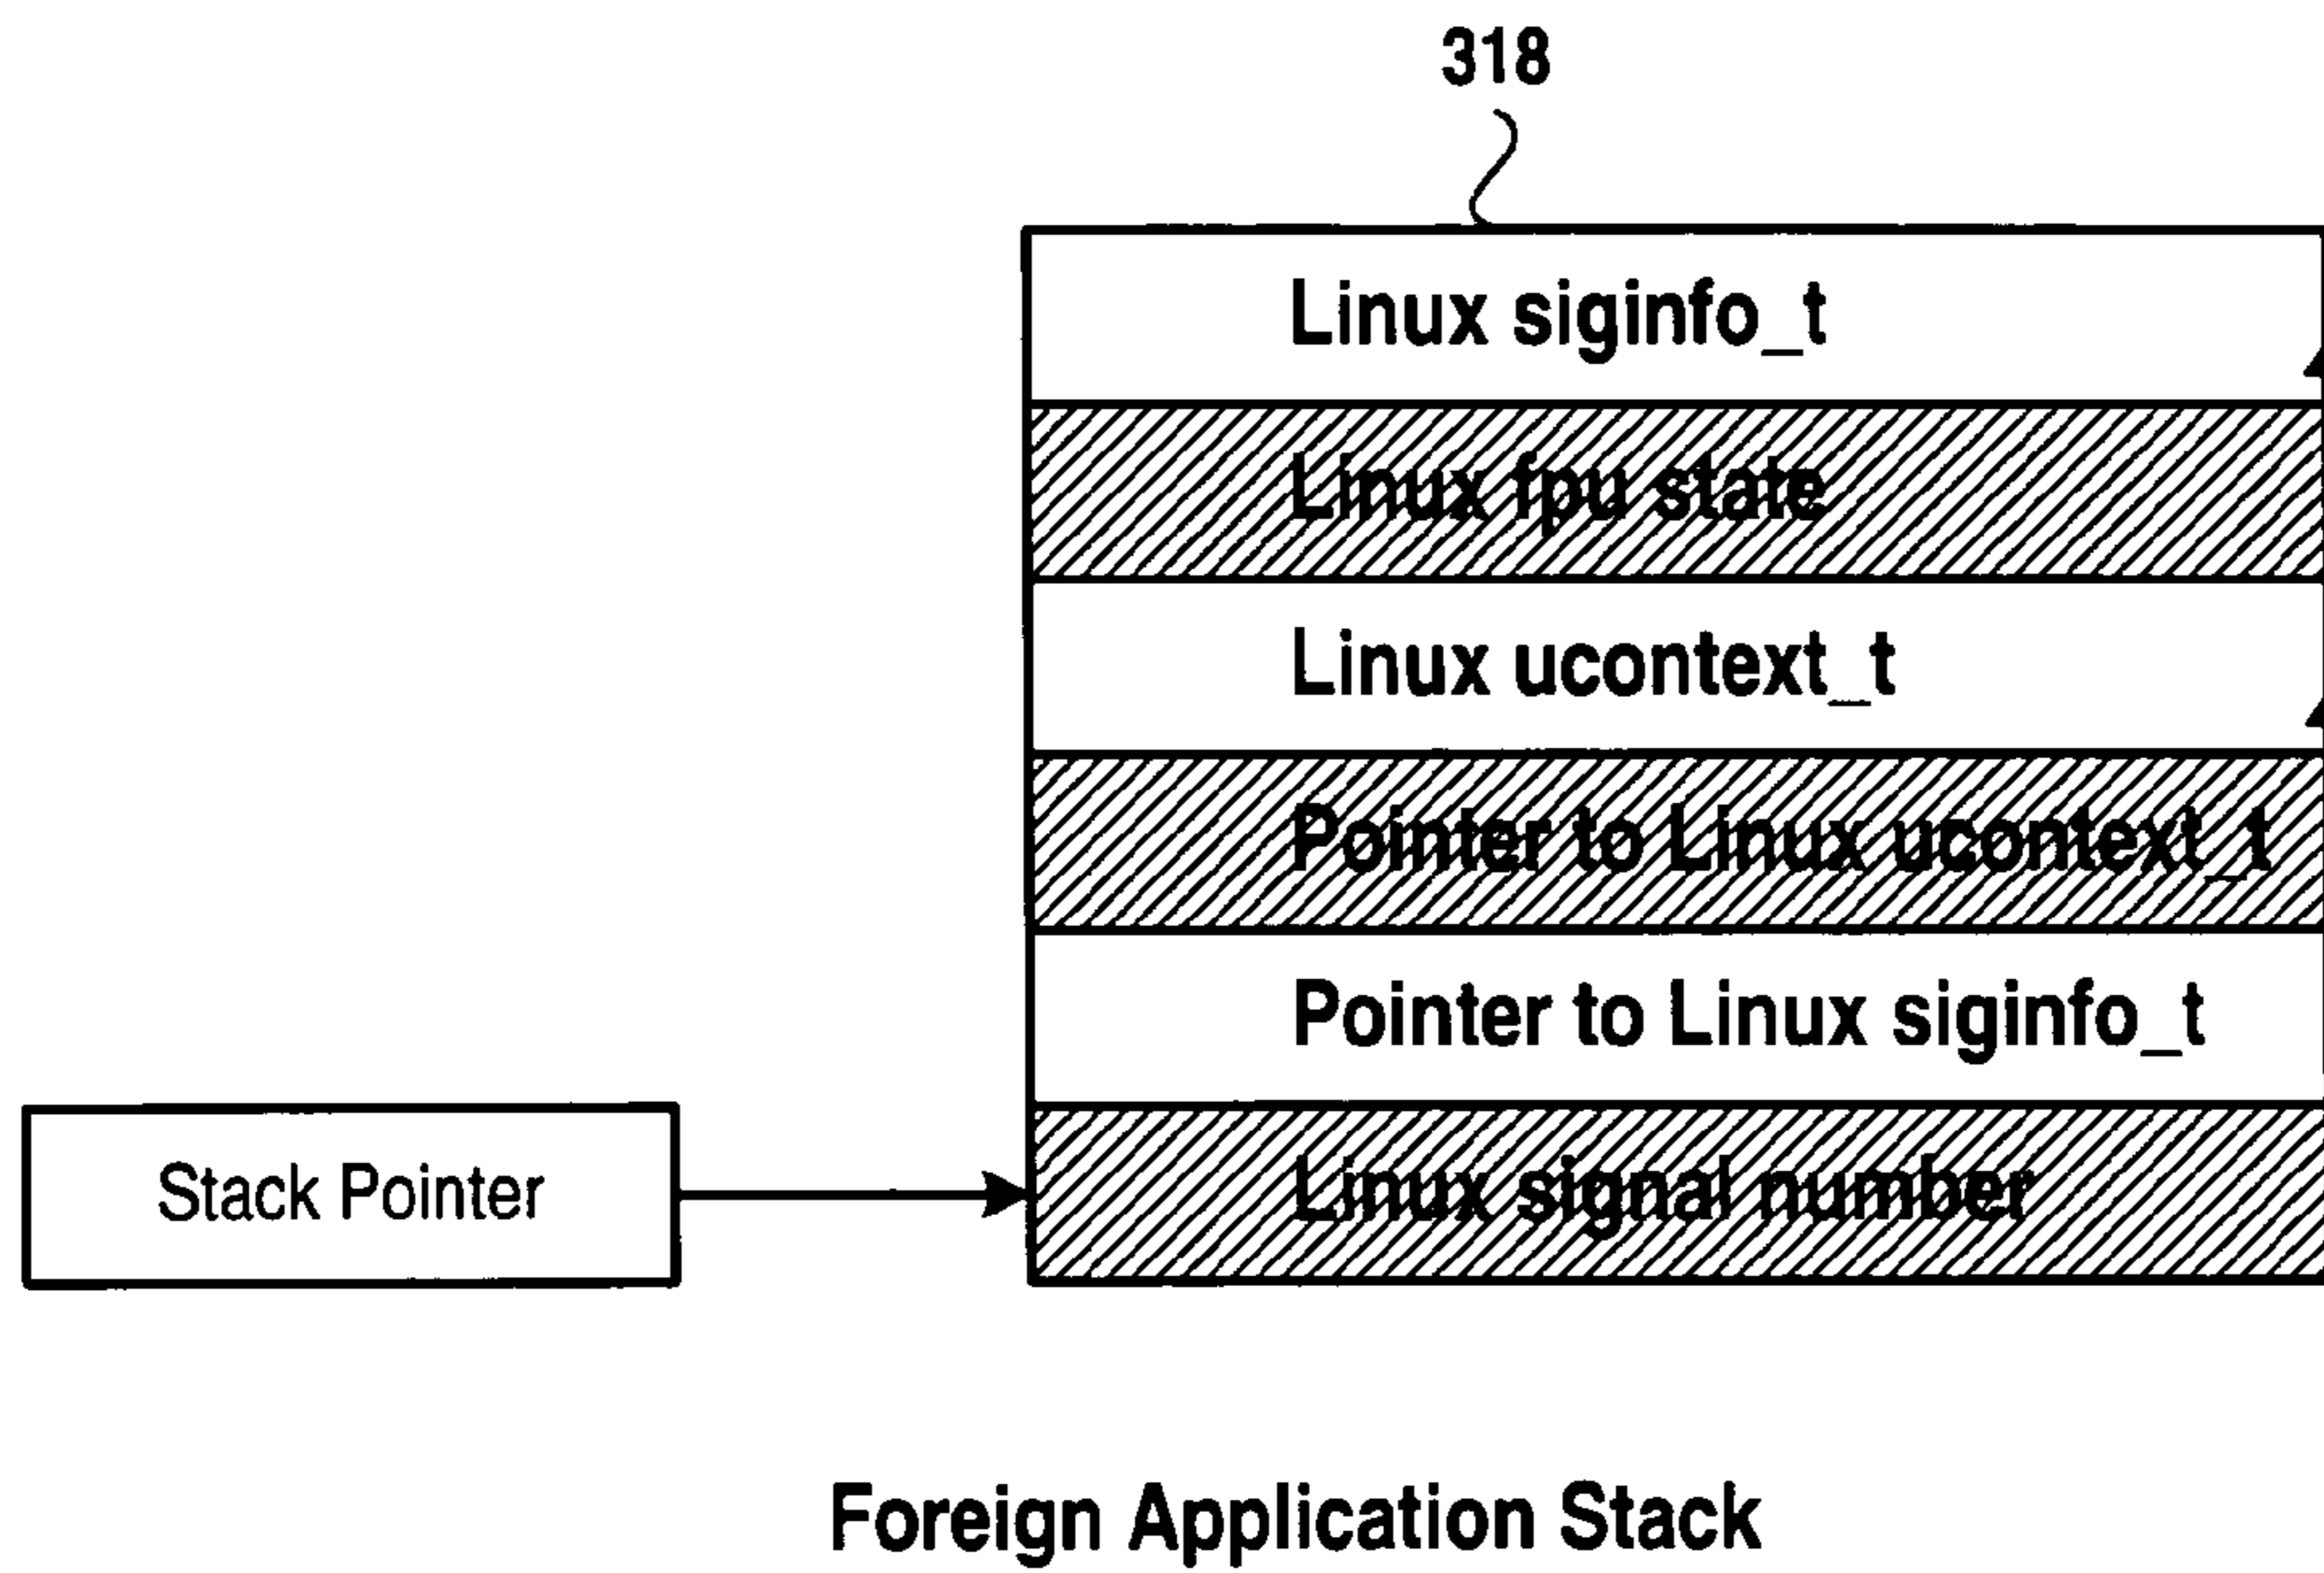 318
Linux siginfo_t
Linux fpu state
Linux ucontext_t
Pointer to Linux ucontext_t
Pointer to Linux siginfo_t
Linux signal number
Stack Pointer
Foreign Application Stack